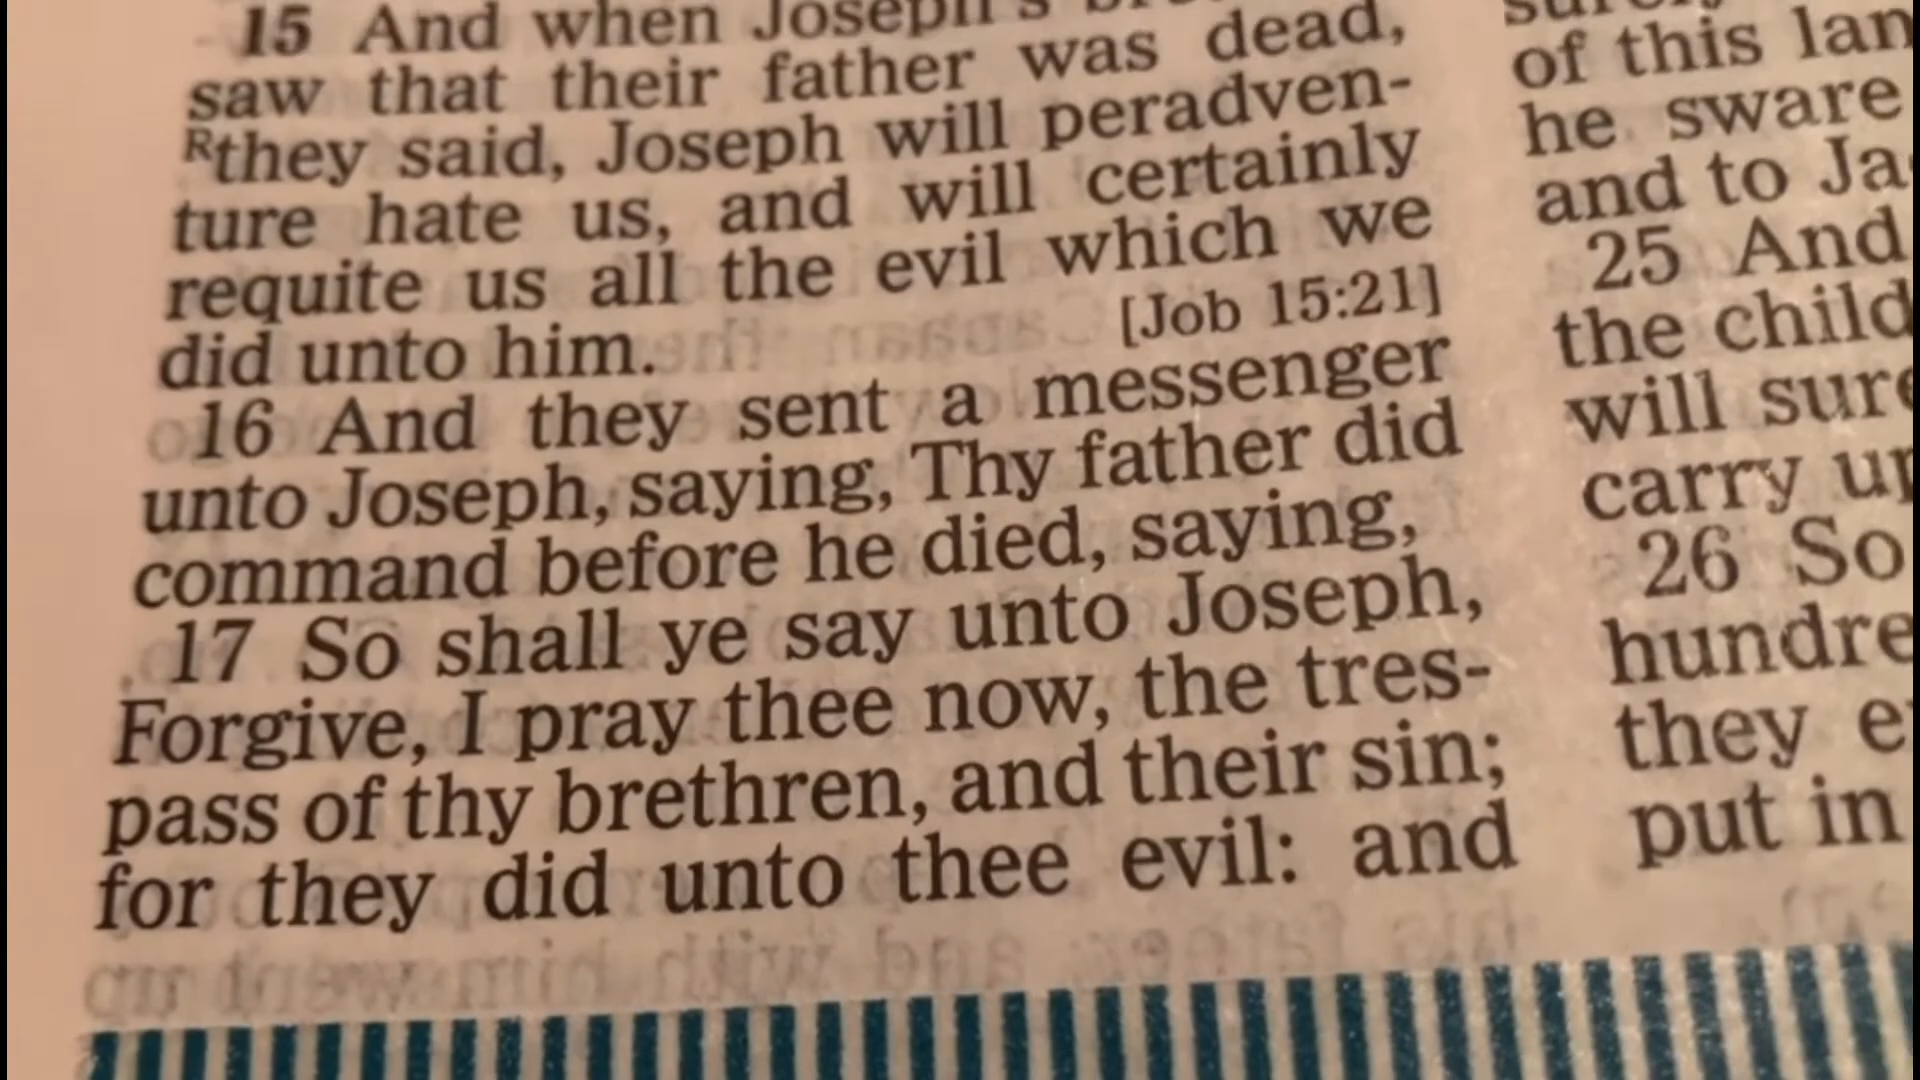 15 And when Joseph's
saw that their father was dead,
Rthey said, Joseph will peradven-
ture hate us, and will certainly
requite us all the evil which we
did unto him. [Job 15:21]
16 And they sent a messenger
unto Joseph, saying, Thy father did
command before he died, saying,
17 So shall ye say unto Joseph,
Forgive, I pray thee now, the tres-
pass of thy brethren, and their sin;
for they did unto thee evil: and
of this lan
he sware
and to Ja
25 And
the child
will sure
carry up
26 So
hundre
they e
put in